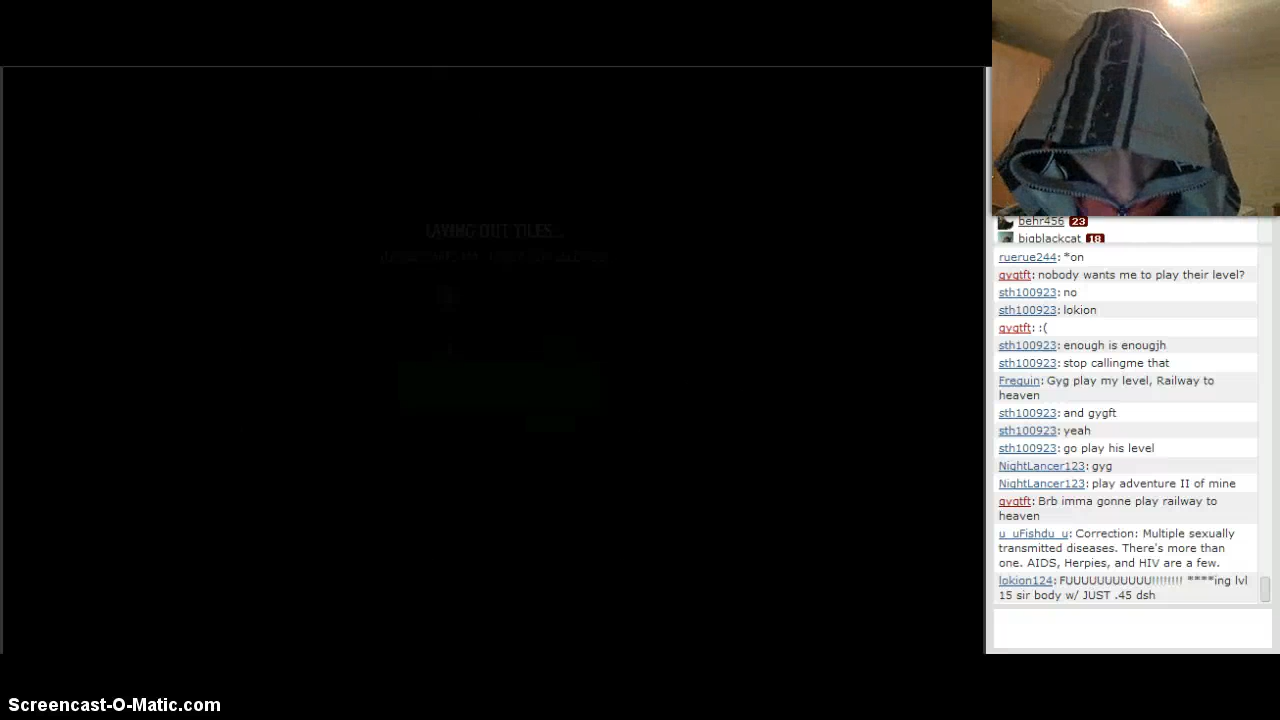 LAYING OUT TILES...
behr456 23
bigblackcat 18
ruerue244: *on
gygtft: nobody wants me to play their level?
sth100923: no
sth100923: lokion
gygtft: :(
sth100923: enough is enougjh
sth100923: stop callingme that
Frequin: Gyg play my level, Railway to
heaven
sth100923: and gygft
sth100923: yeah
sth100923: go play his level
NightLancer123: gyg
NightLancer123: play adventure II of mine
gygtft: Brb imma gonne play railway to
heaven
u_uFishdu_u: Correction: Multiple sexually
transmitted diseases. There's more than
one. AIDS, Herpies, and HIV are a few.
lokion124: FUUUUUUUUUUU!!!!!!!! ****ing lvl
15 sir body w/ JUST .45 dsh
Screencast-O-Matic.com